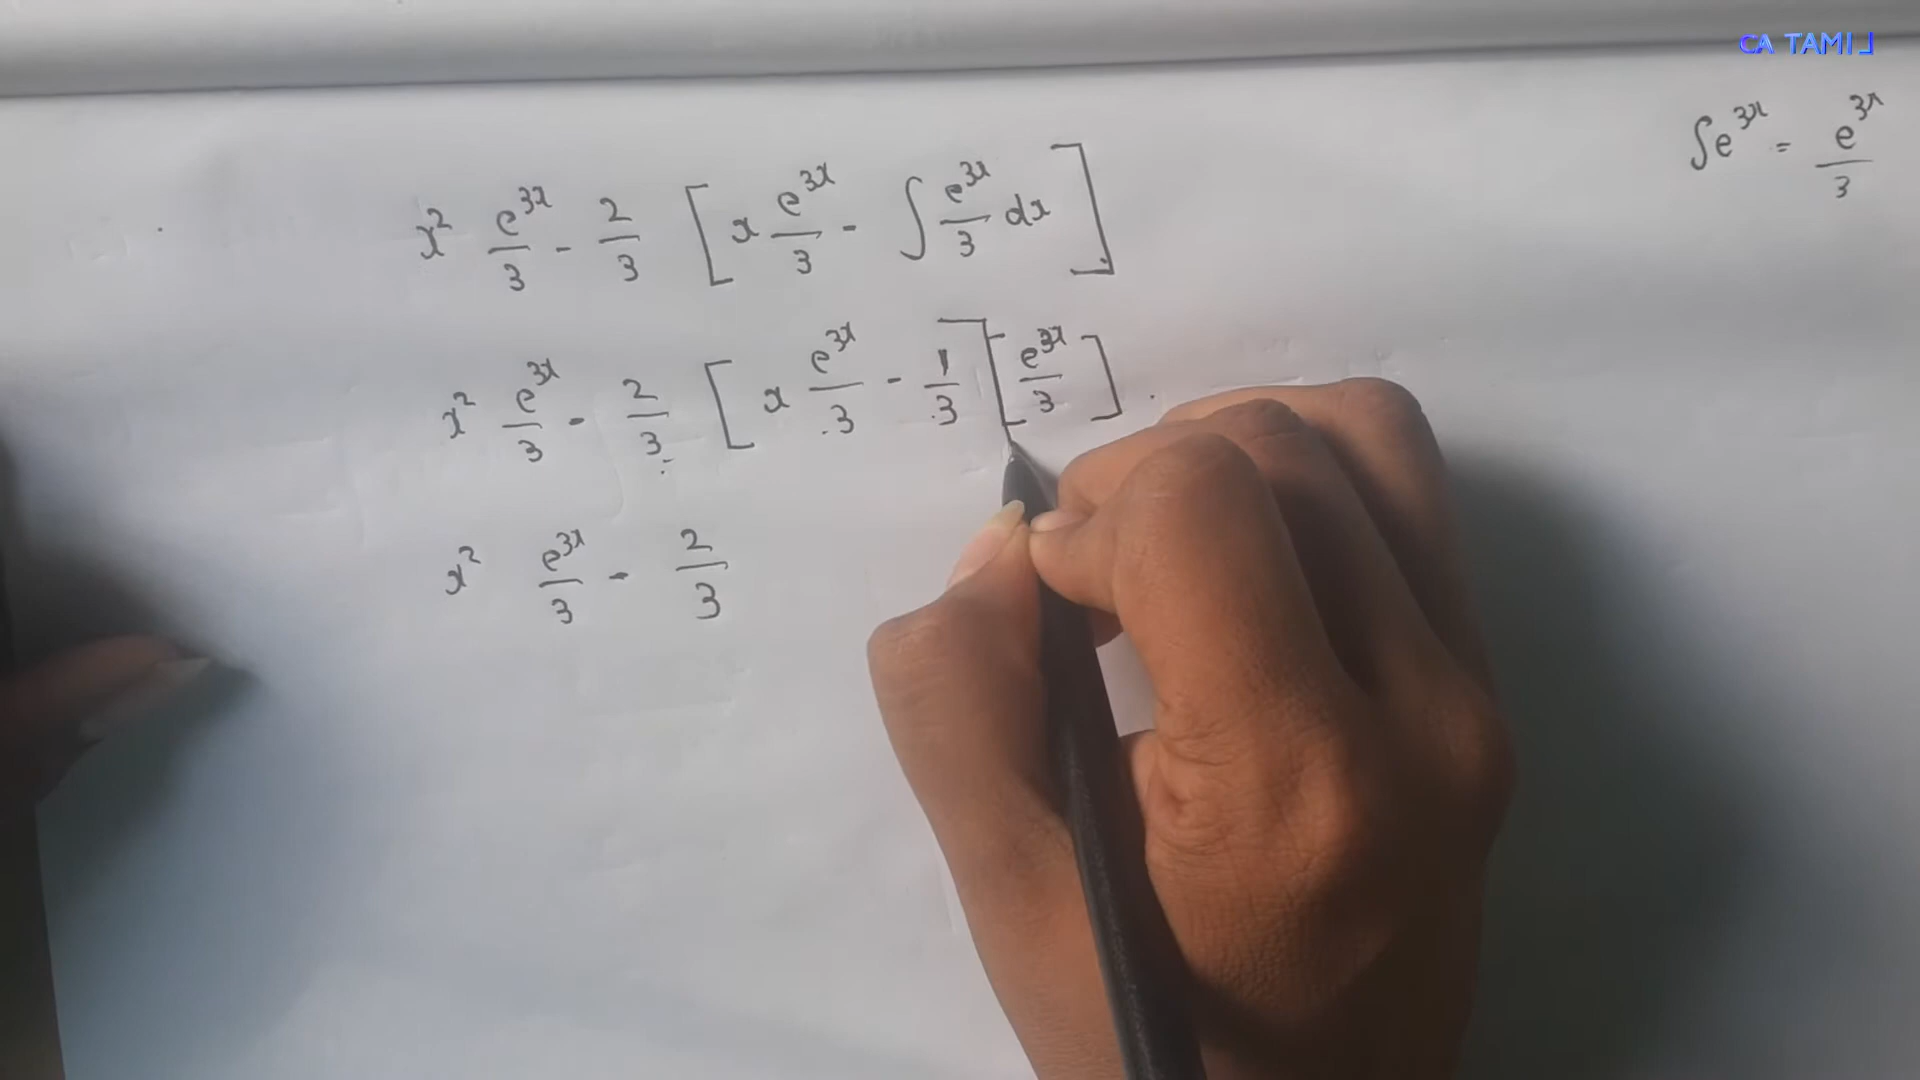 CA TAMIL
∫e^3x = e^3x/3
x² e^3x/3 - 2/3 [x e^3x/3 - ∫ e^3x/3 dx]
x² e^3x/3 - 2/3 [x e^3x/3 - 1/3] [e^3x/3]
x² e^3x/3 - 2/3